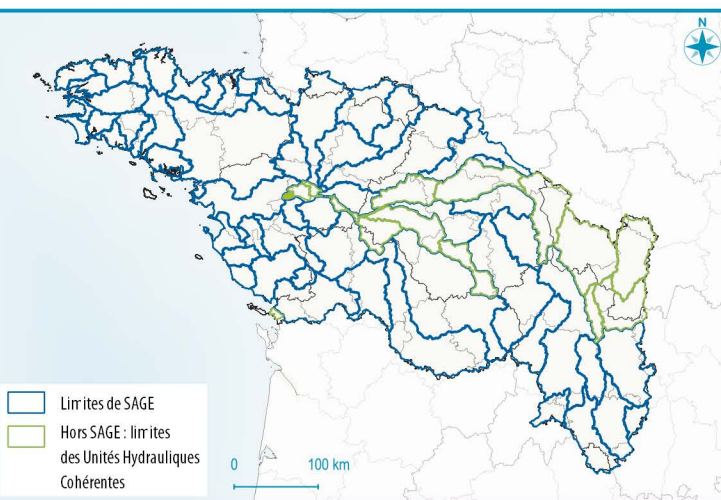 N
Limites de SAGE
Hors SAGE : limites
des Unités Hydrauliques
Cohérentes
0 100 km